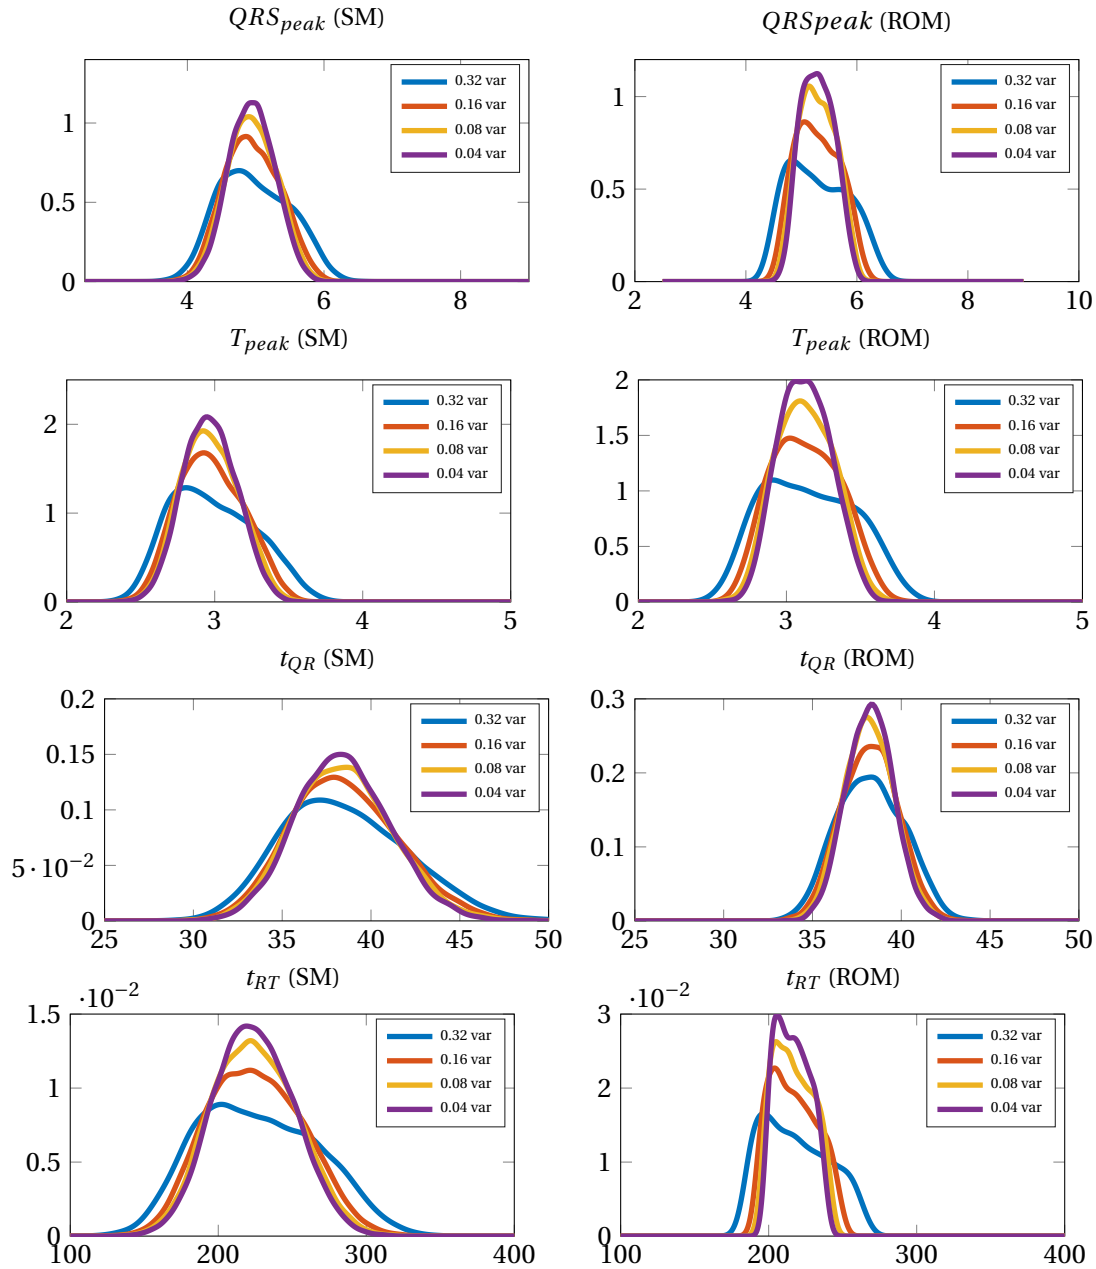 QRS_peak (SM)
1
0.5
0
4 6 8
0.32 var
0.16 var
0.08 var
0.04 var
QRSpeak (ROM)
1
0.5
0
2 4 6 8 10
0.32 var
0.16 var
0.08 var
0.04 var
T_peak (SM)
2
1
0
2 3 4 5
0.32 var
0.16 var
0.08 var
0.04 var
T_peak (ROM)
2
1.5
1
0.5
0
2 3 4 5
0.32 var
0.16 var
0.08 var
0.04 var
t_QR (SM)
0.2
0.15
0.1
5·10^−2
0
25 30 35 40 45 50
0.32 var
0.16 var
0.08 var
0.04 var
t_QR (ROM)
0.3
0.2
0.1
0
25 30 35 40 45 50
0.32 var
0.16 var
0.08 var
0.04 var
t_RT (SM)
·10^−2
1.5
1
0.5
0
100 200 300 400
0.32 var
0.16 var
0.08 var
0.04 var
t_RT (ROM)
·10^−2
3
2
1
0
100 200 300 400
0.32 var
0.16 var
0.08 var
0.04 var